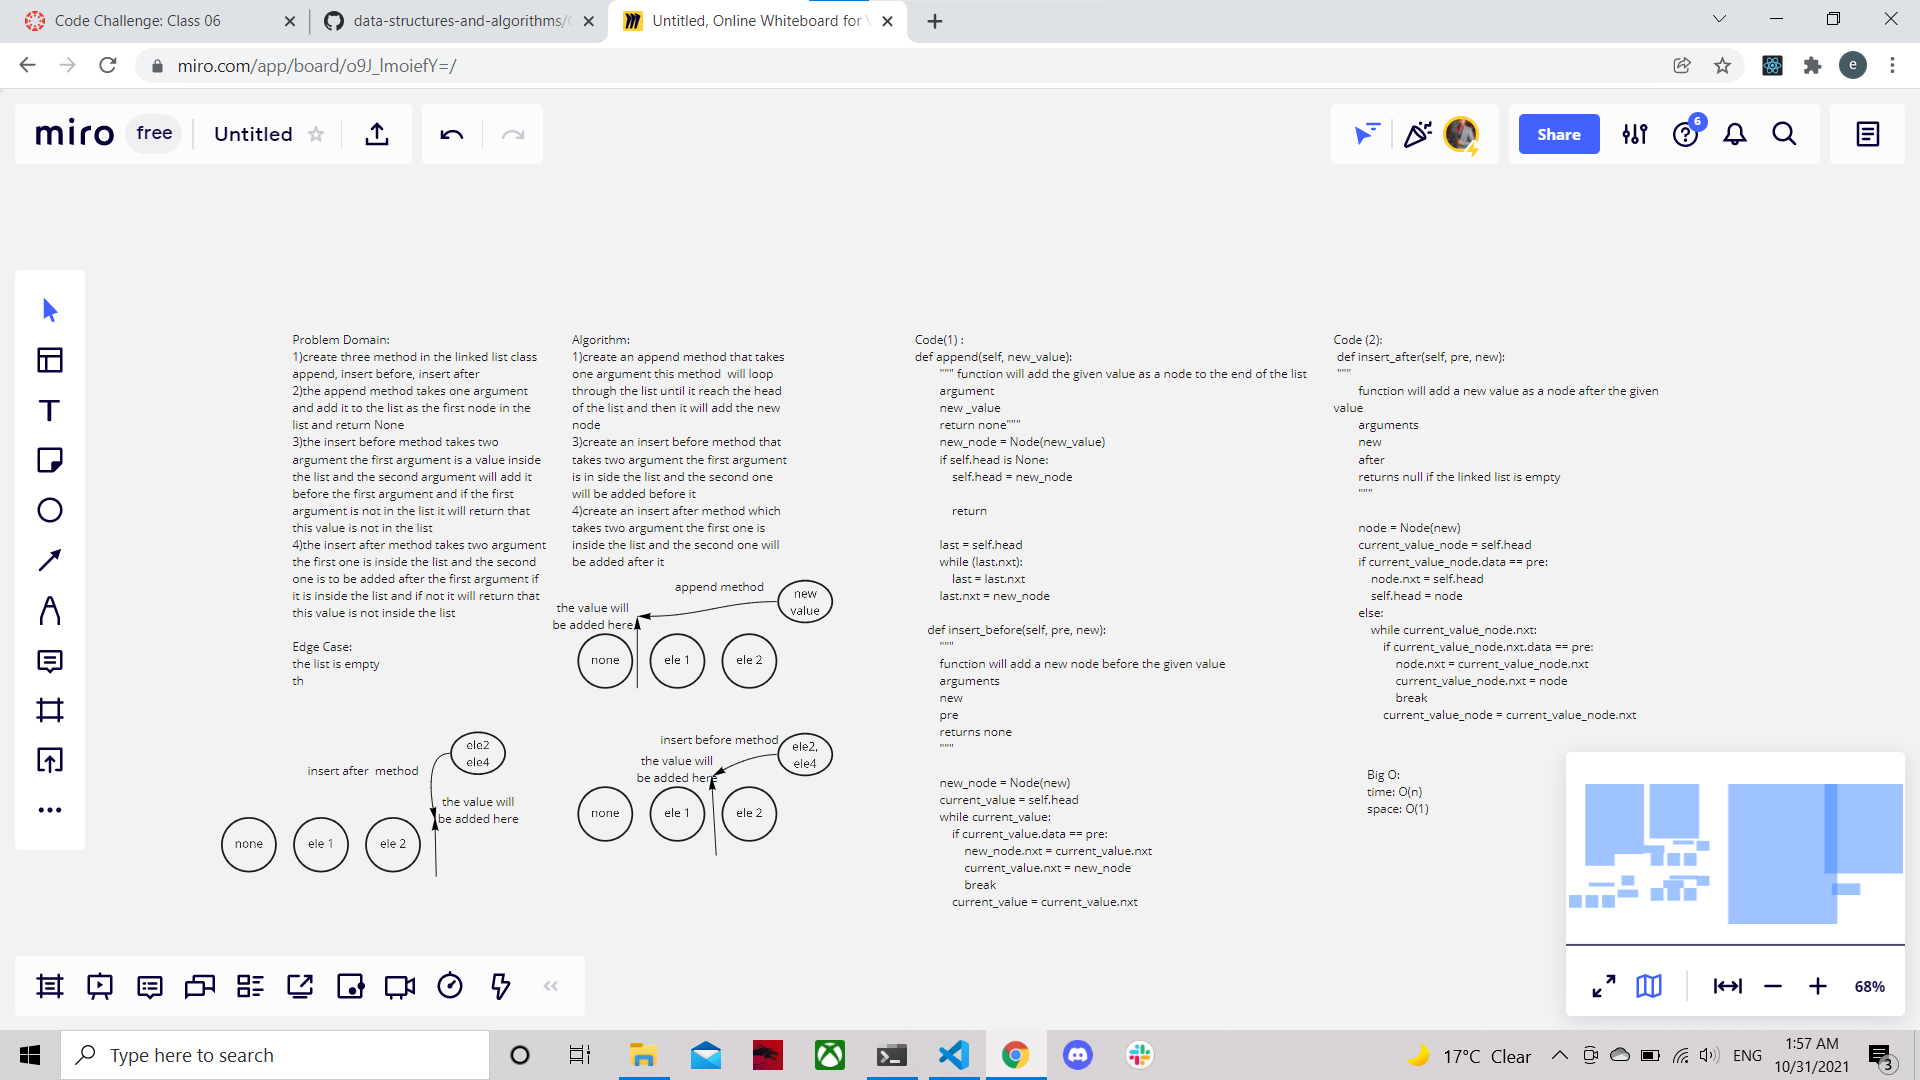 Code Challenge: Class 06
data-structures-and-algorithms/
Untitled, Online Whiteboard for
miro.com/app/board/o9J_lmoiefY=/
e
miro
free
Untitled
Share
6
Problem Domain:
1)create three method in the linked list class
append, insert before, insert after
2)the append method takes one argument
and add it to the list as the first node in the
list and return None
3)the insert before method takes two
argument the first argument is a value inside
the list and the second argument will add it
before the first argument and if the first
argument is not in the list it will return that
this value is not in the list
4)the insert after method takes two argument
the first one is inside the list and the second
one is to be added after the first argument if
it is inside the list and if not it will return that
this value is not inside the list
Edge Case:
the list is empty
th
Algorithm:
1)create an append method that takes
one argument this method  will loop
through the list until it reach the head
of the list and then it will add the new
node
3)create an insert before method that
takes two argument the first argument
is in side the list and the second one
will be added before it
4)create an insert after method which
takes two argument the first one is
inside the list and the second one will
be added after it
append method
new
value
the value will
be added here
none
ele 1
ele 2
insert before method
ele2,
ele4
the value will
be added here
none
ele 1
ele 2
insert after  method
ele2
ele4
the value will
be added here
none
ele 1
ele 2
Code(1) :
def append(self, new_value):
""" function will add the given value as a node to the end of the list
argument
new _value
return none"""
new_node = Node(new_value)
if self.head is None:
self.head = new_node
return
last = self.head
while (last.nxt):
last = last.nxt
last.nxt = new_node
def insert_before(self, pre, new):
"""
function will add a new node before the given value
arguments
new
pre
returns none
"""
new_node = Node(new)
current_value = self.head
while current_value:
if current_value.data == pre:
new_node.nxt = current_value.nxt
current_value.nxt = new_node
break
current_value = current_value.nxt
Code (2):
def insert_after(self, pre, new):
"""
function will add a new value as a node after the given
value
arguments
new
after
returns null if the linked list is empty
"""
node = Node(new)
current_value_node = self.head
if current_value_node.data == pre:
node.nxt = self.head
self.head = node
else:
while current_value_node.nxt:
if current_value_node.nxt.data == pre:
node.nxt = current_value_node.nxt
current_value_node.nxt = node
break
current_value_node = current_value_node.nxt
Big O:
time: O(n)
space: O(1)
68%
Type here to search
17°C Clear
ENG
1:57 AM
10/31/2021
3